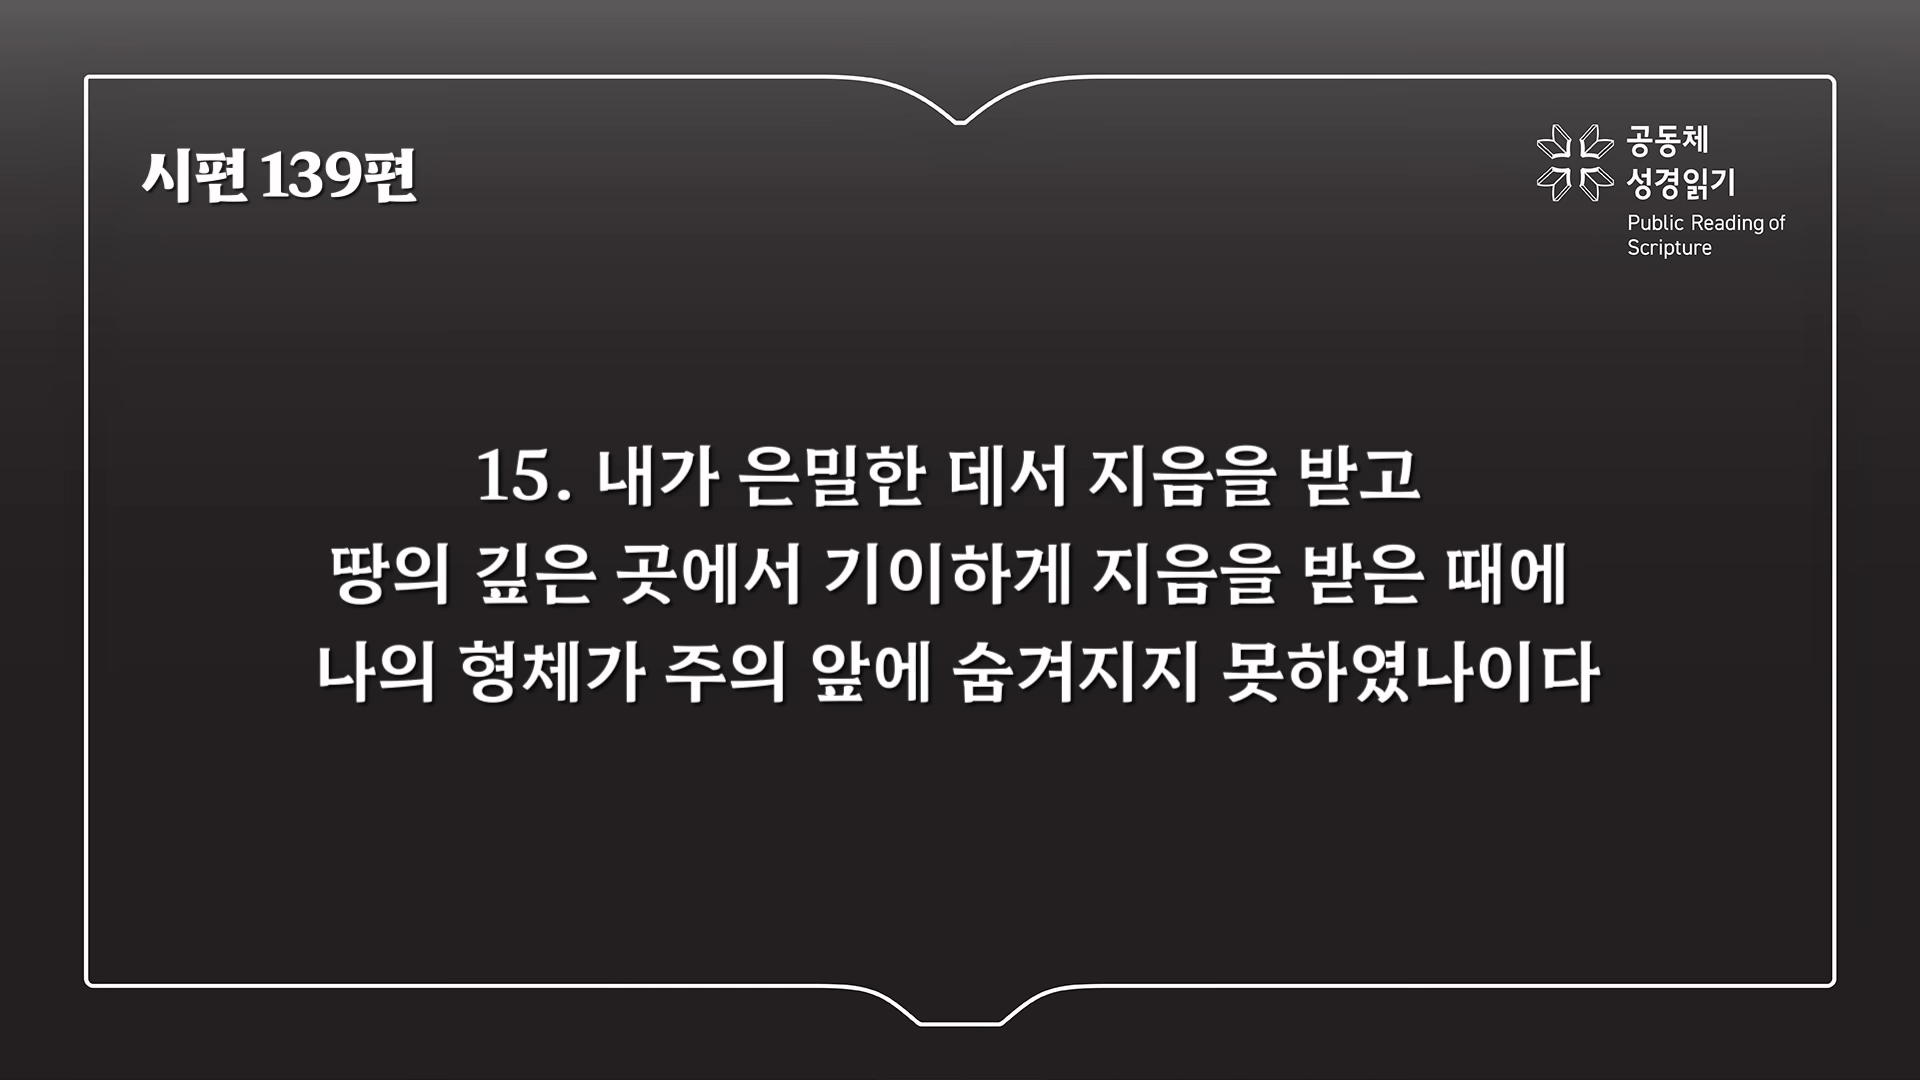 시편 139편
공동체
성경읽기
Public Reading of
Scripture
15. 내가 은밀한 데서 지음을 받고
땅의 깊은 곳에서 기이하게 지음을 받은 때에
나의 형체가 주의 앞에 숨겨지지 못하였나이다